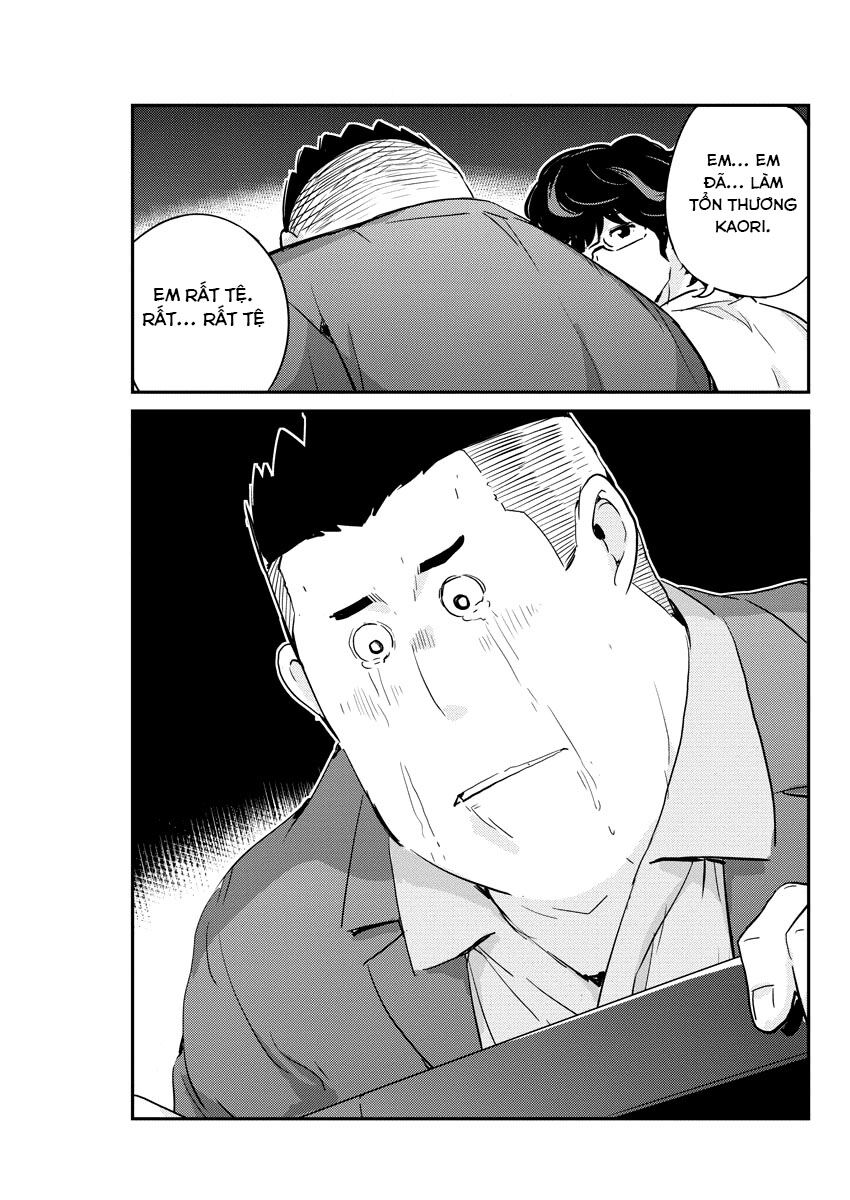 EM... EM
ĐÃ... LÀM
TỔN THƯƠNG
KAORI.
EM RẤT TỆ.
RẤT... RẤT TỆ